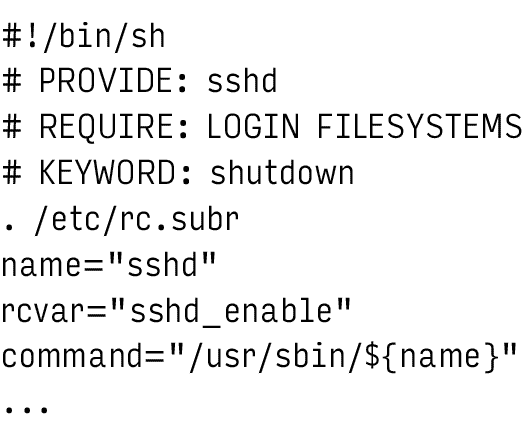 #!/bin/sh
# PROVIDE: sshd
# REQUIRE: LOGIN FILESYSTEMS
# KEYWORD: shutdown
. /etc/rc.subr
name="sshd"
rcvar="sshd_enable"
command="/usr/sbin/${name}"
...